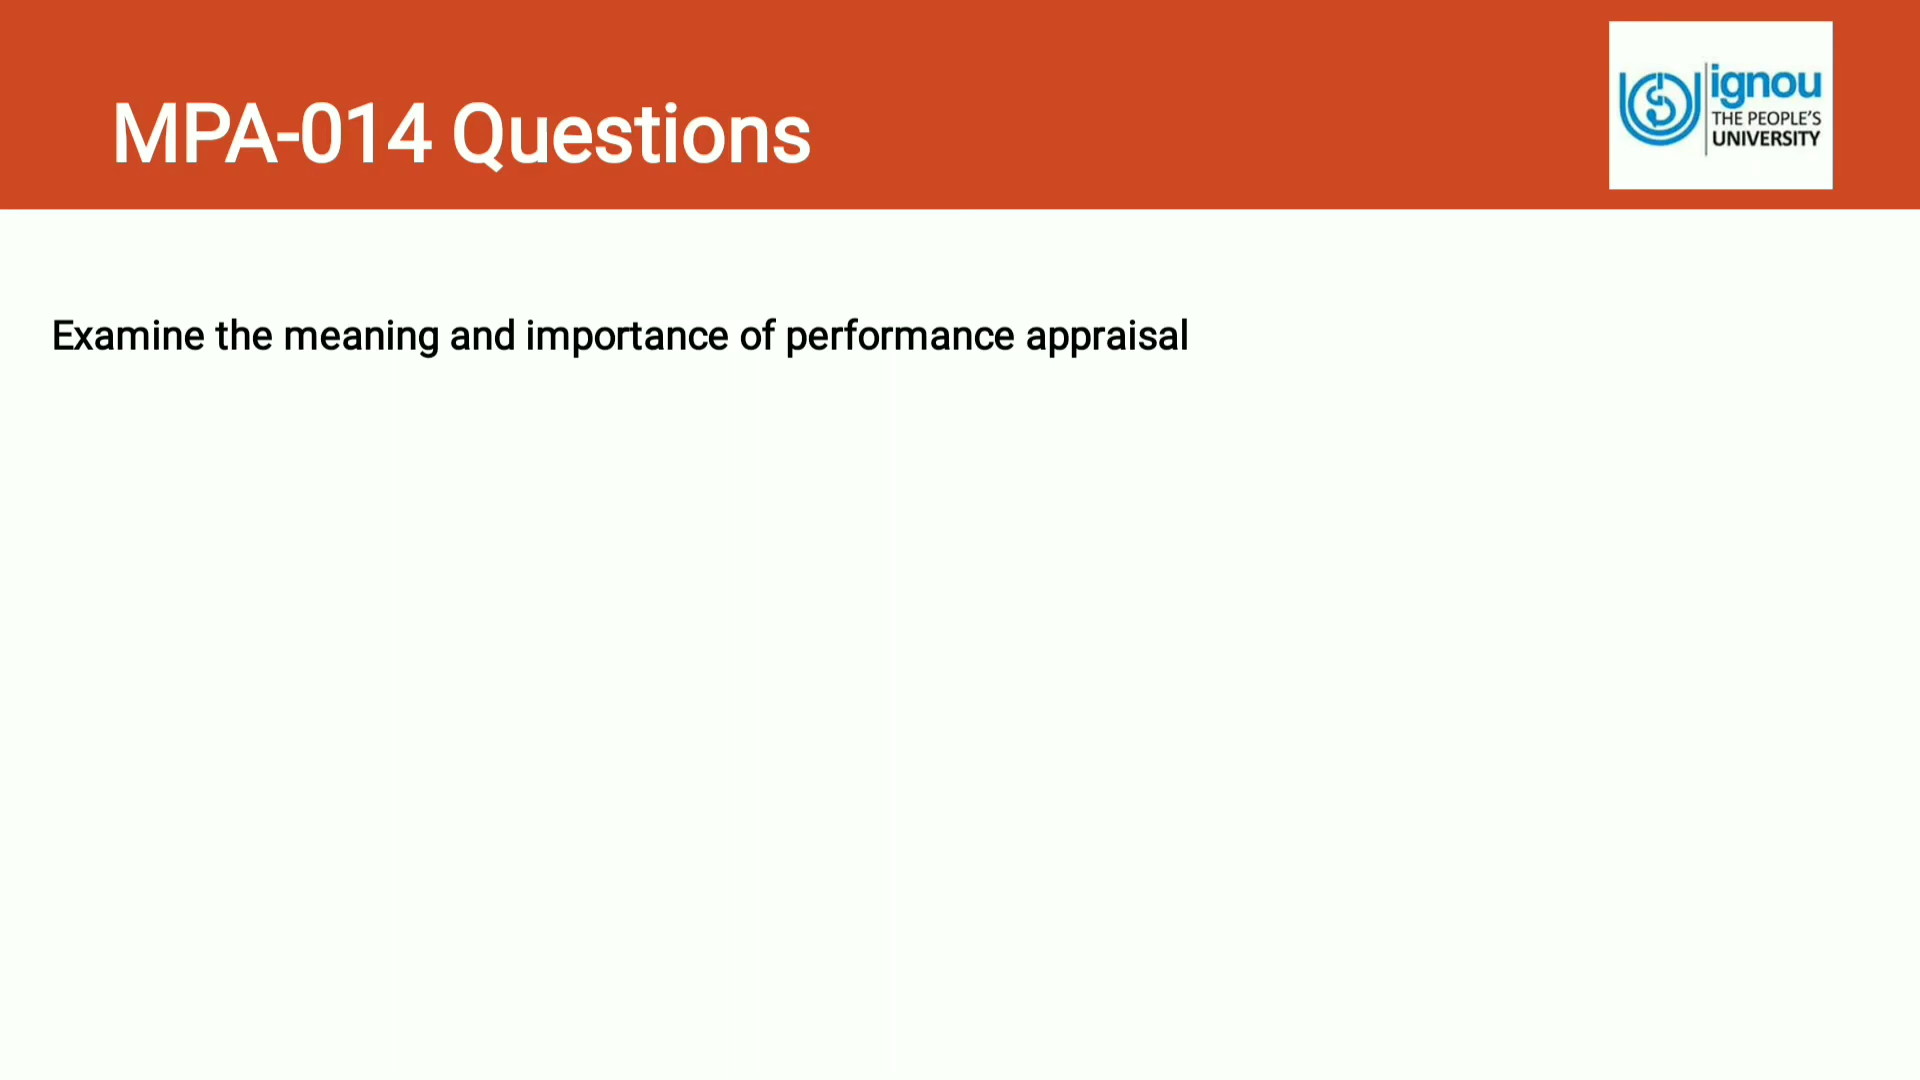 MPA-014 Questions
ignou
THE PEOPLE'S
UNIVERSITY
Examine the meaning and importance of performance appraisal